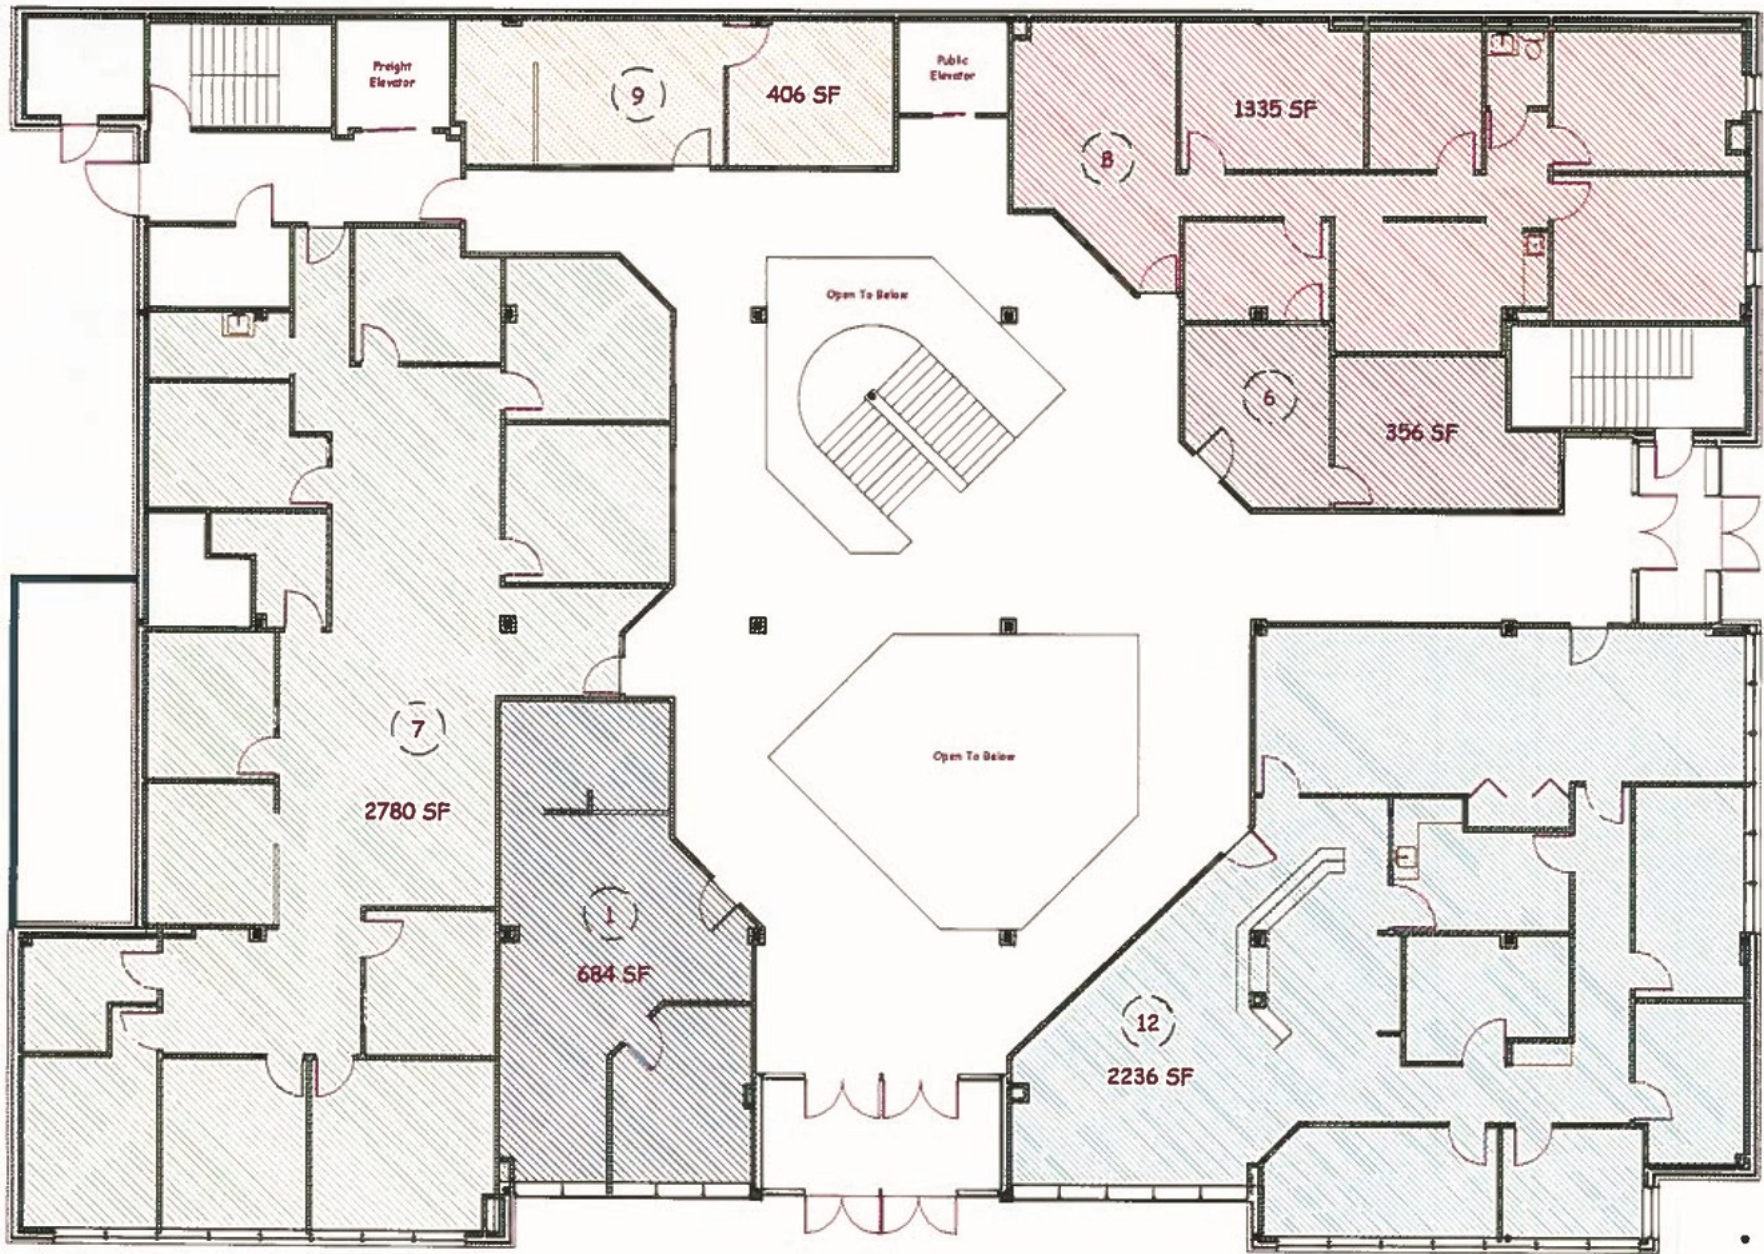 Freight
Elevator
9
406 SF
Public
Elevator
1335 SF
8
Open To Below
6
356 SF
7
2780 SF
Open To Below
1
684 SF
12
2236 SF